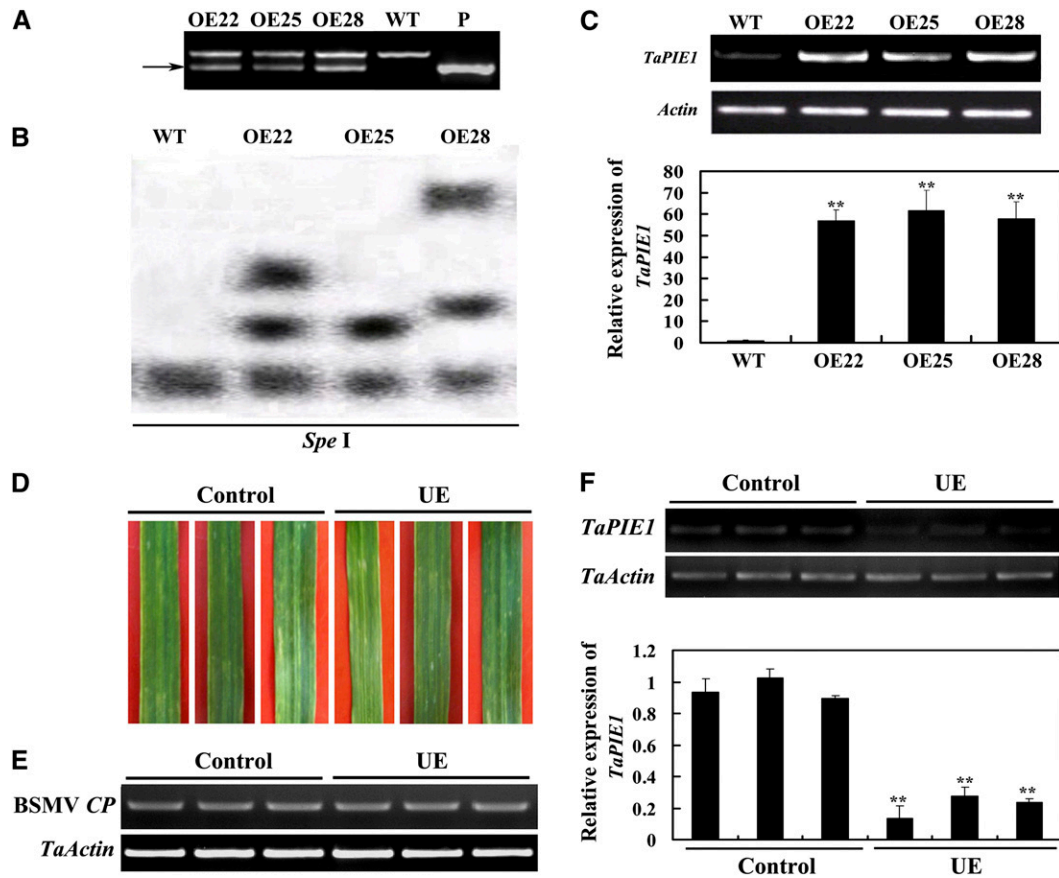 A
OE22 OE25 OE28 WT P
B
WT OE22 OE25 OE28
Spe I
C
WT OE22 OE25 OE28
TaPIE1
Actin
Relative expression of
TaPIE1
80
70
60
50
40
30
20
10
0
** ** **
WT OE22 OE25 OE28
D
Control UE
E
Control UE
BSMV CP
TaActin
F
Control UE
TaPIE1
TaActin
Relative expression of
TaPIE1
1.2
1
0.8
0.6
0.4
0.2
0
** ** **
Control UE